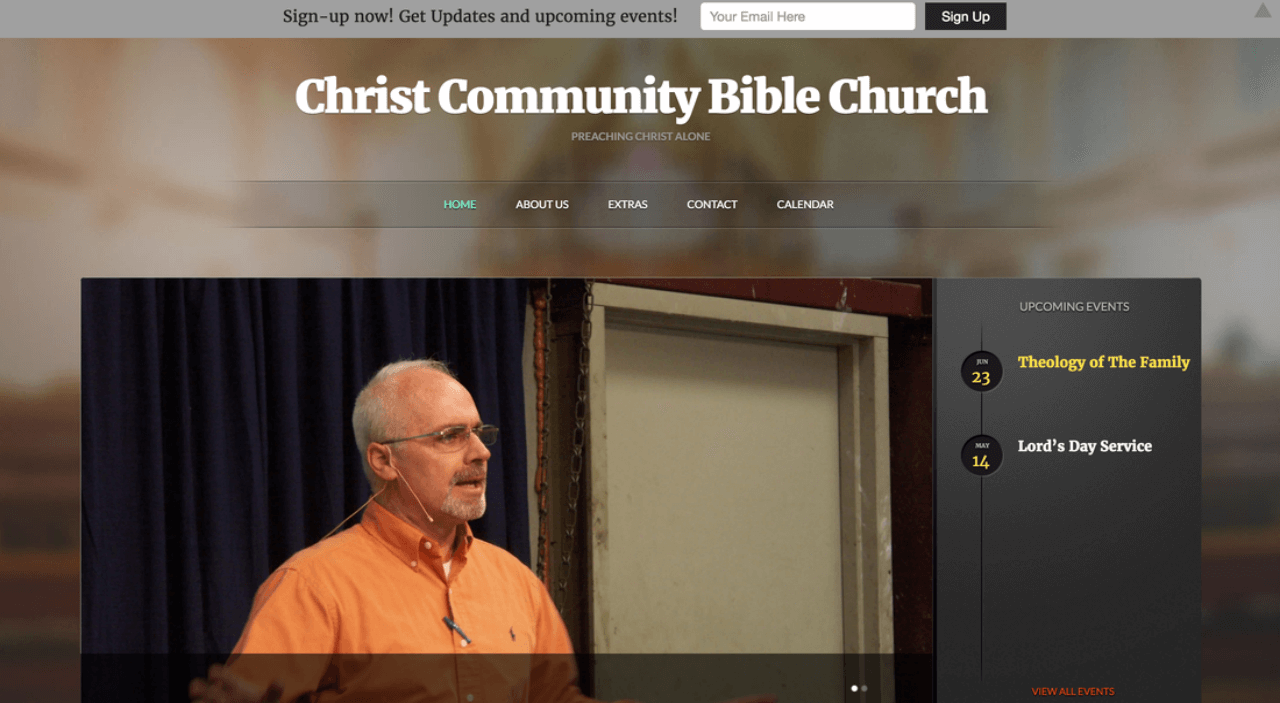 Sign-up now! Get Updates and upcoming events!
Your Email Here
Sign Up
Christ Community Bible Church
PREACHING CHRIST ALONE
HOME
ABOUT US
EXTRAS
CONTACT
CALENDAR
UPCOMING EVENTS
JUN
23
Theology of The Family
MAY
14
Lord's Day Service
VIEW ALL EVENTS